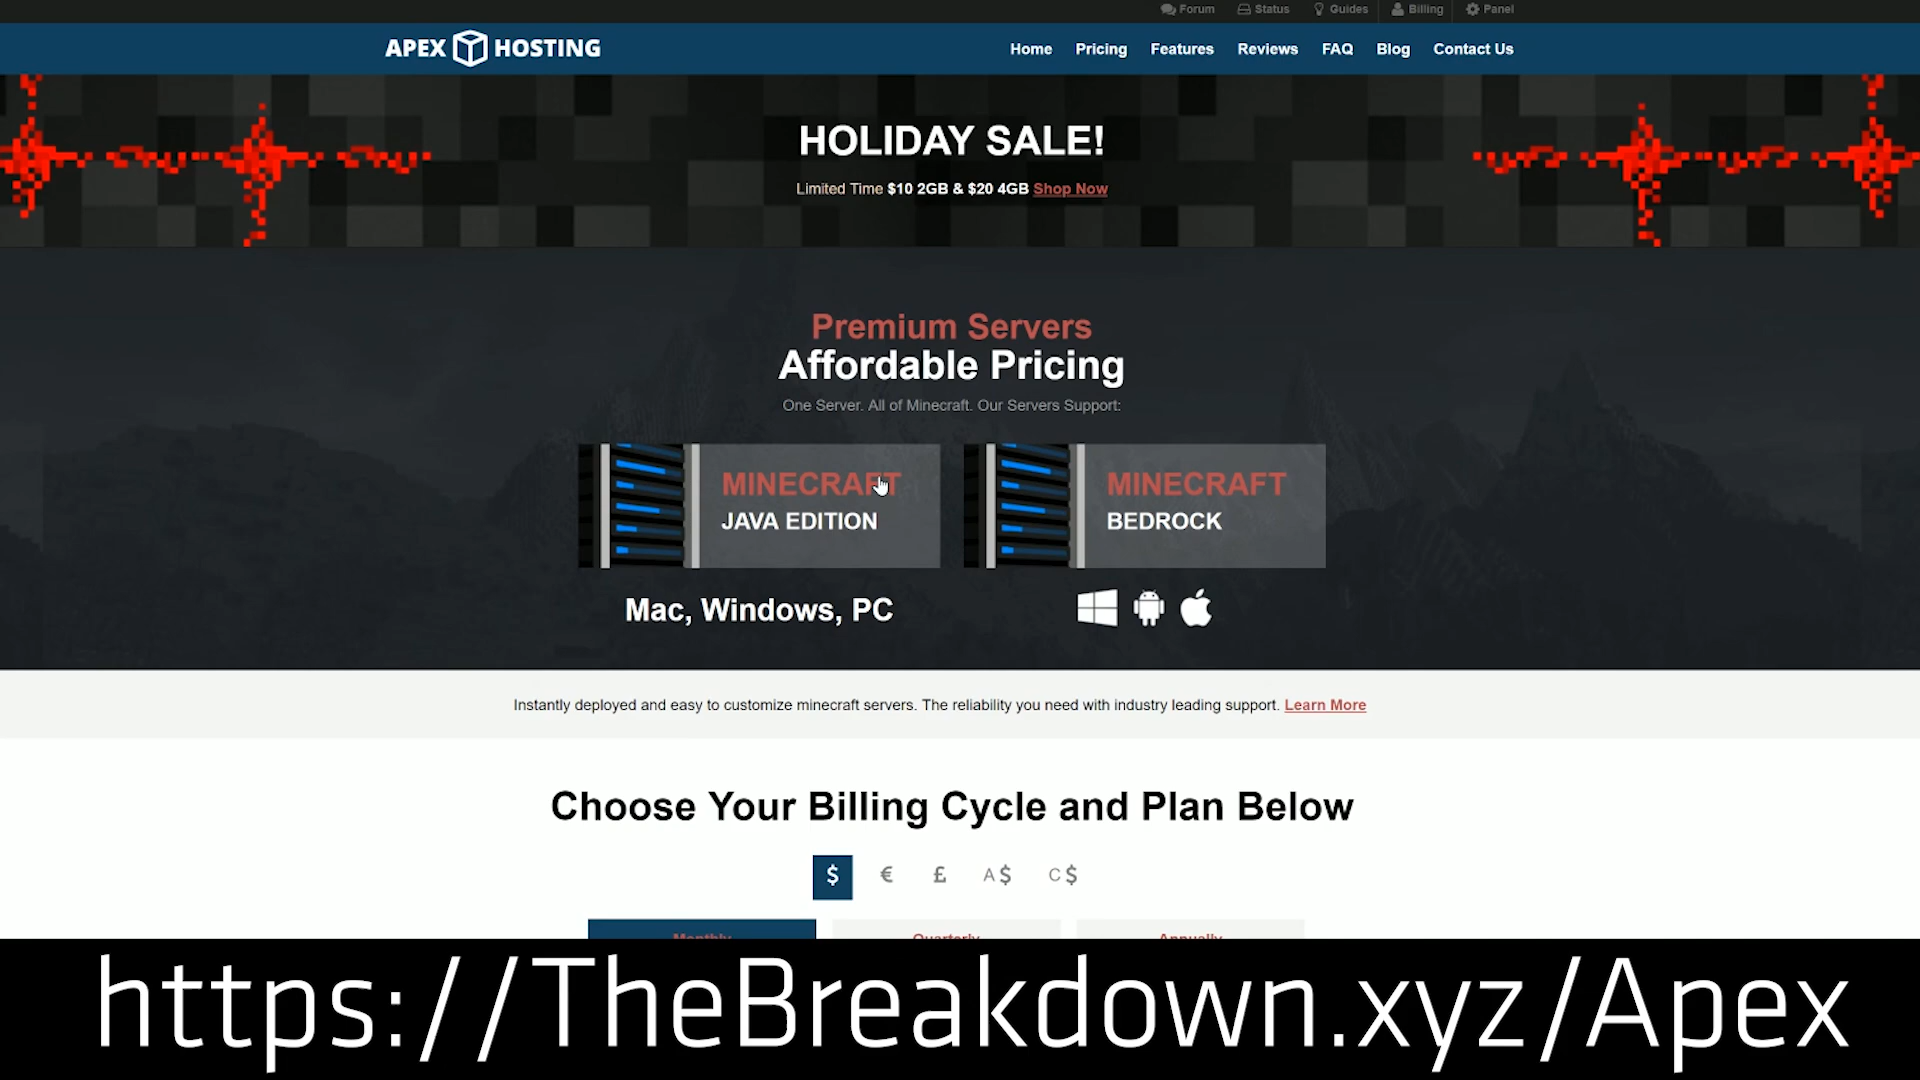 Forum Status Guides Billing Panel
APEX HOSTING
Home Pricing Features Reviews FAQ Blog Contact Us
HOLIDAY SALE!
Limited Time $10 2GB & $20 4GB Shop Now
Premium Servers
Affordable Pricing
One Server. All of Minecraft. Our Servers Support:
MINECRAFT
JAVA EDITION
MINECRAFT
BEDROCK
Mac, Windows, PC
Instantly deployed and easy to customize minecraft servers. The reliability you need with industry leading support. Learn More
Choose Your Billing Cycle and Plan Below
$ € £ A$ C$
Monthly Quarterly Annually
https://TheBreakdown.xyz/Apex